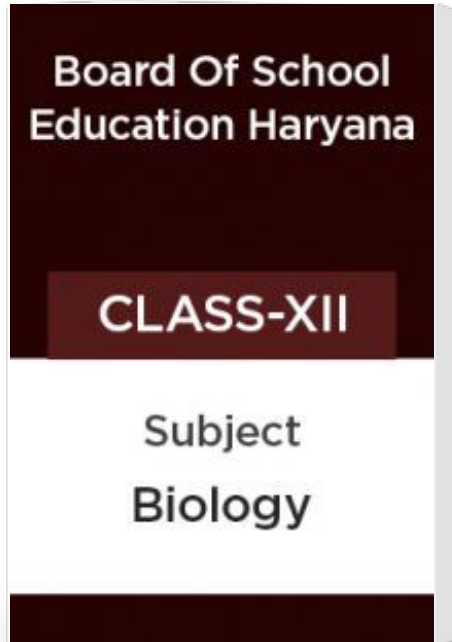 Board Of School
Education Haryana
CLASS-XII
Subject
Biology